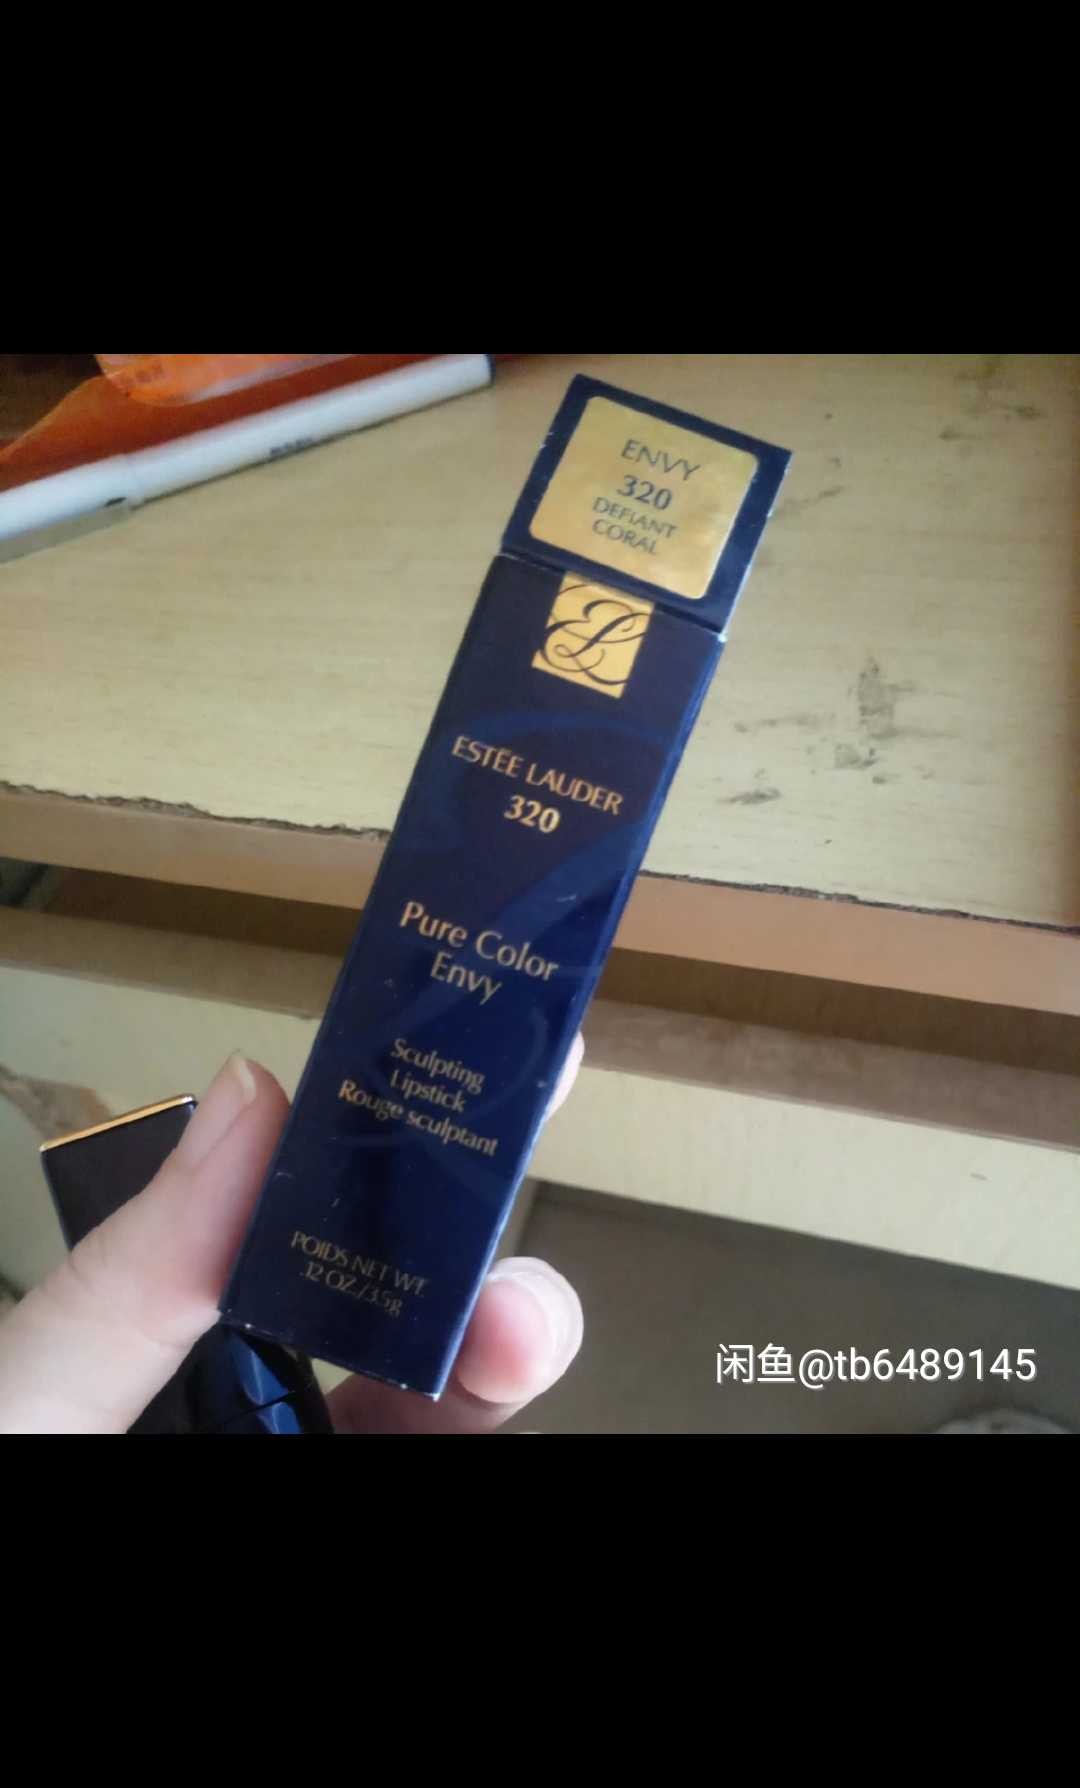 ENVY
320
DEFIANT
CORAL
ESTĒE LAUDER
320
Pure Color
Envy
Sculpting
Lipstick
Rouge sculptant
POIDS NET WT.
.12 OZ./3.5g
闲鱼@tb6489145